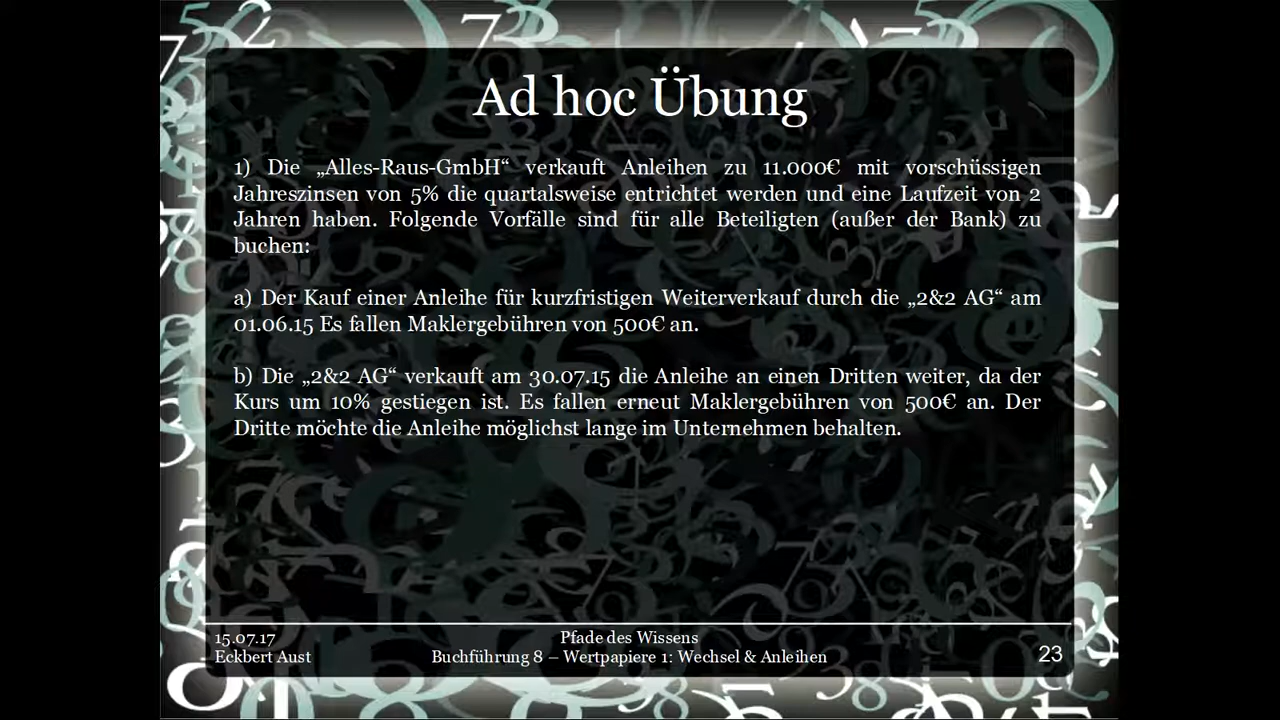 Ad hoc Übung
1) Die „Alles-Raus-GmbH“ verkauft Anleihen zu 11.000€ mit vorschüssigen
Jahreszinsen von 5% die quartalsweise entrichtet werden und eine Laufzeit von 2
Jahren haben. Folgende Vorfälle sind für alle Beteiligten (außer der Bank) zu
buchen:
a) Der Kauf einer Anleihe für kurzfristigen Weiterverkauf durch die „2&2 AG“ am
01.06.15 Es fallen Maklergebühren von 500€ an.
b) Die „2&2 AG“ verkauft am 30.07.15 die Anleihe an einen Dritten weiter, da der
Kurs um 10% gestiegen ist. Es fallen erneut Maklergebühren von 500€ an. Der
Dritte möchte die Anleihe möglichst lange im Unternehmen behalten.
15.07.17
Eckbert Aust
Pfade des Wissens
Buchführung 8 – Wertpapiere 1: Wechsel & Anleihen
23